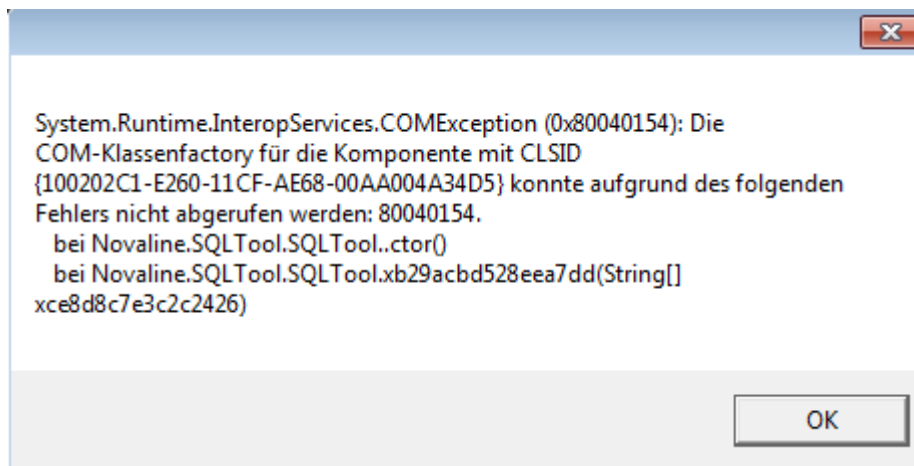 System.Runtime.InteropServices.COMException (0x80040154): Die
COM-Klassenfactory für die Komponente mit CLSID
{100202C1-E260-11CF-AE68-00AA004A34D5} konnte aufgrund des folgenden
Fehlers nicht abgerufen werden: 80040154.
bei Novaline.SQLTool.SQLTool..ctor()
bei Novaline.SQLTool.SQLTool.xb29acbd528eea7dd(String[]
xce8d8c7e3c2c2426)
OK